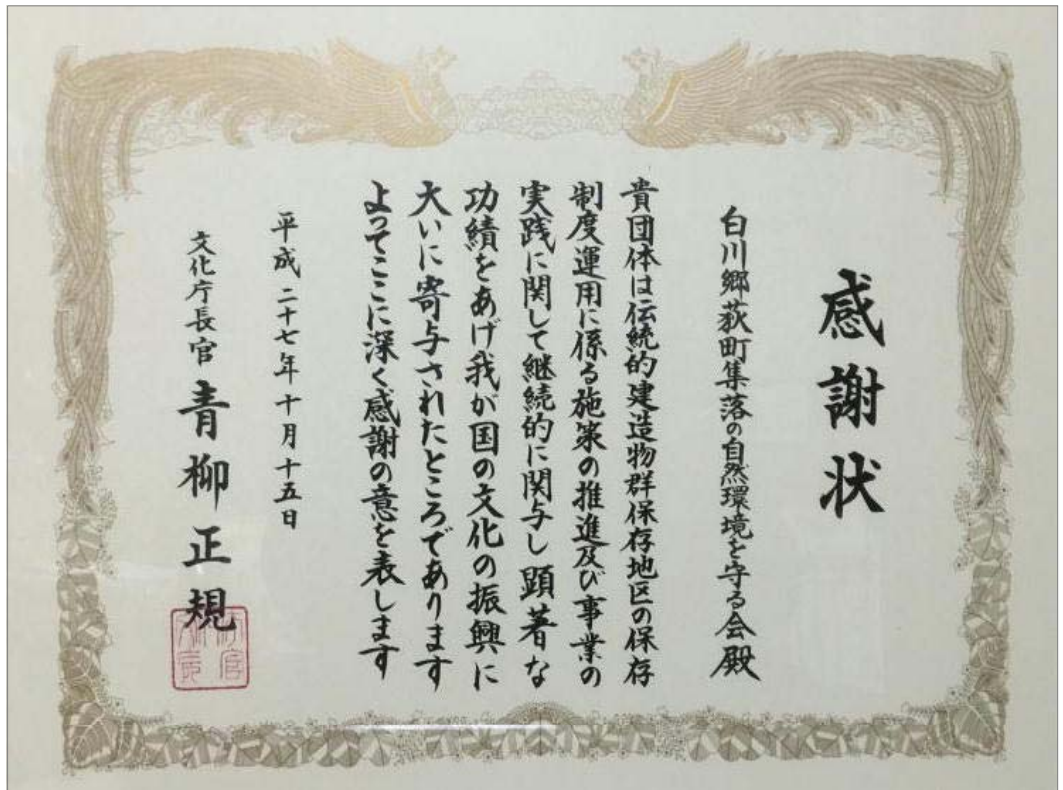 感謝状
白川郷荻町集落の自然環境を守る会殿
貴団体は伝統的建造物群保存地区の保存
制度運用に係る施策の推進及び事業の
実践に関して継続的に関与し顕著な
功績をあげ我が国の文化の振興に
大いに寄与されたところであります
よってここに深く感謝の意を表します
平成二十七年十月十五日
文化庁長官 青柳正規